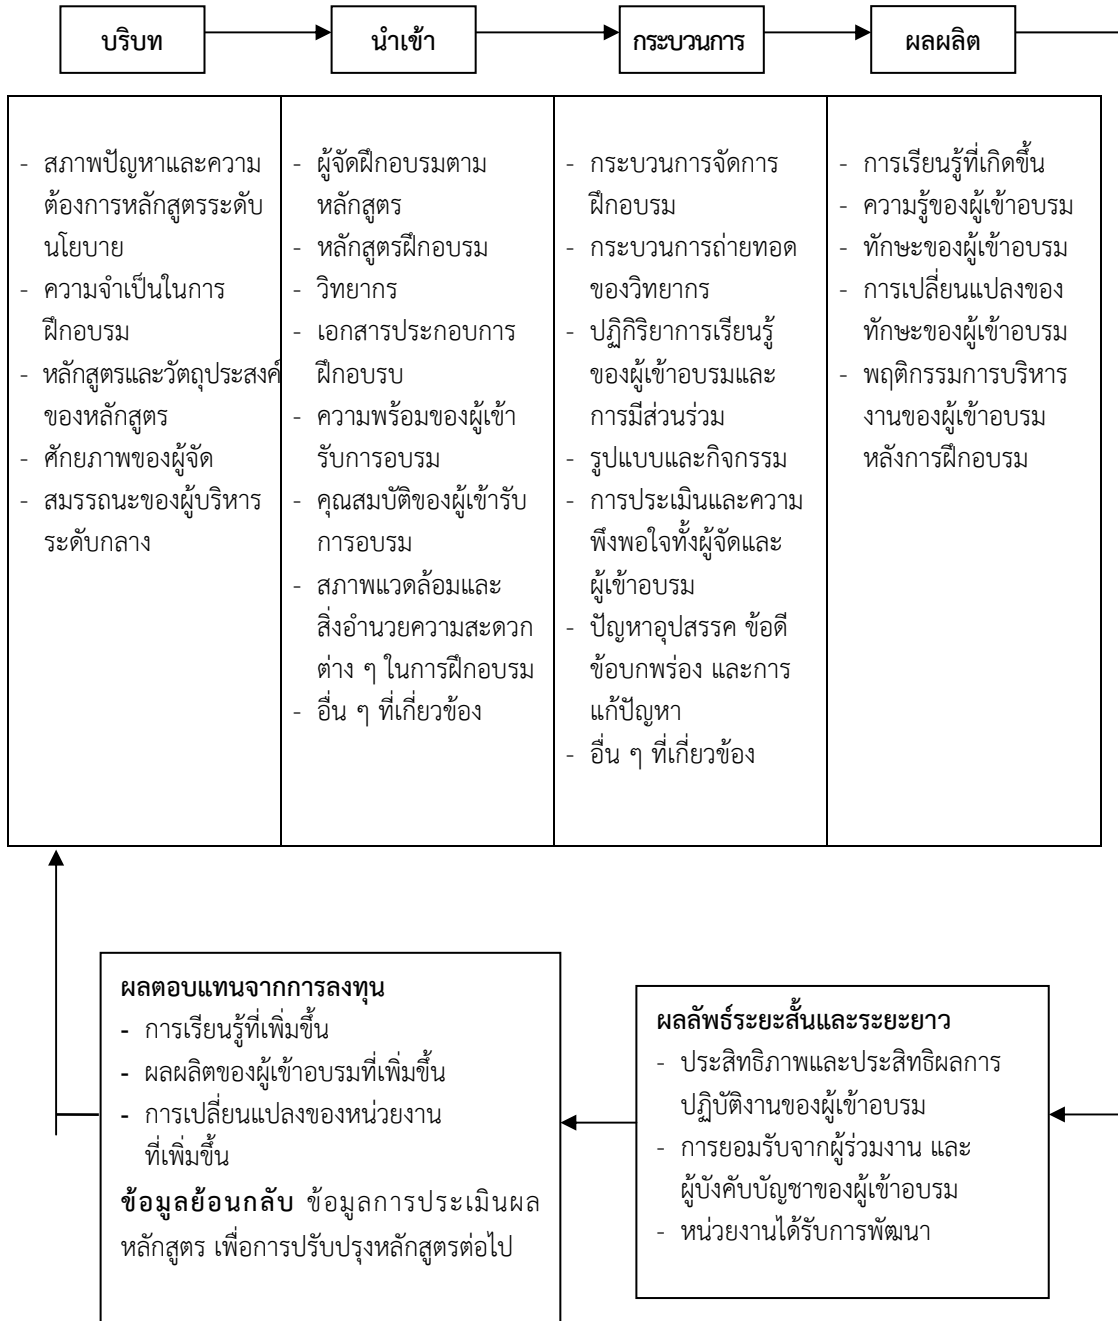 บริบท
นำเข้า
กระบวนการ
ผลผลิต
- สภาพปัญหาและความ
ต้องการหลักสูตรระดับ
นโยบาย
- ความจำเป็นในการ
ฝึกอบรม
- หลักสูตรและวัตถุประสงค์
ของหลักสูตร
- ศักยภาพของผู้จัด
- สมรรถนะของผู้บริหาร
ระดับกลาง
- ผู้จัดฝึกอบรมตาม
หลักสูตร
- หลักสูตรฝึกอบรม
- วิทยากร
- เอกสารประกอบการ
ฝึกอบรบ
- ความพร้อมของผู้เข้า
รับการอบรม
- คุณสมบัติของผู้เข้ารับ
การอบรม
- สภาพแวดล้อมและ
สิ่งอำนวยความสะดวก
ต่าง ๆ ในการฝึกอบรม
- อื่น ๆ ที่เกี่ยวข้อง
- กระบวนการจัดการ
ฝึกอบรม
- กระบวนการถ่ายทอด
ของวิทยากร
- ปฏิกิริยาการเรียนรู้
ของผู้เข้าอบรมและ
การมีส่วนร่วม
- รูปแบบและกิจกรรม
- การประเมินและความ
พึงพอใจทั้งผู้จัดและ
ผู้เข้าอบรม
- ปัญหาอุปสรรค ข้อดี
ข้อบกพร่อง และการ
แก้ปัญหา
- อื่น ๆ ที่เกี่ยวข้อง
- การเรียนรู้ที่เกิดขึ้น
- ความรู้ของผู้เข้าอบรม
- ทักษะของผู้เข้าอบรม
- การเปลี่ยนแปลงของ
ทักษะของผู้เข้าอบรม
- พฤติกรรมการบริหาร
งานของผู้เข้าอบรม
หลังการฝึกอบรม
ผลตอบแทนจากการลงทุน
- การเรียนรู้ที่เพิ่มขึ้น
- ผลผลิตของผู้เข้าอบรมที่เพิ่มขึ้น
- การเปลี่ยนแปลงของหน่วยงาน
ที่เพิ่มขึ้น
ข้อมูลย้อนกลับ ข้อมูลการประเมินผล
หลักสูตร เพื่อการปรับปรุงหลักสูตรต่อไป
ผลลัพธ์ระยะสั้นและระยะยาว
- ประสิทธิภาพและประสิทธิผลการ
ปฏิบัติงานของผู้เข้าอบรม
- การยอมรับจากผู้ร่วมงาน และ
ผู้บังคับบัญชาของผู้เข้าอบรม
- หน่วยงานได้รับการพัฒนา